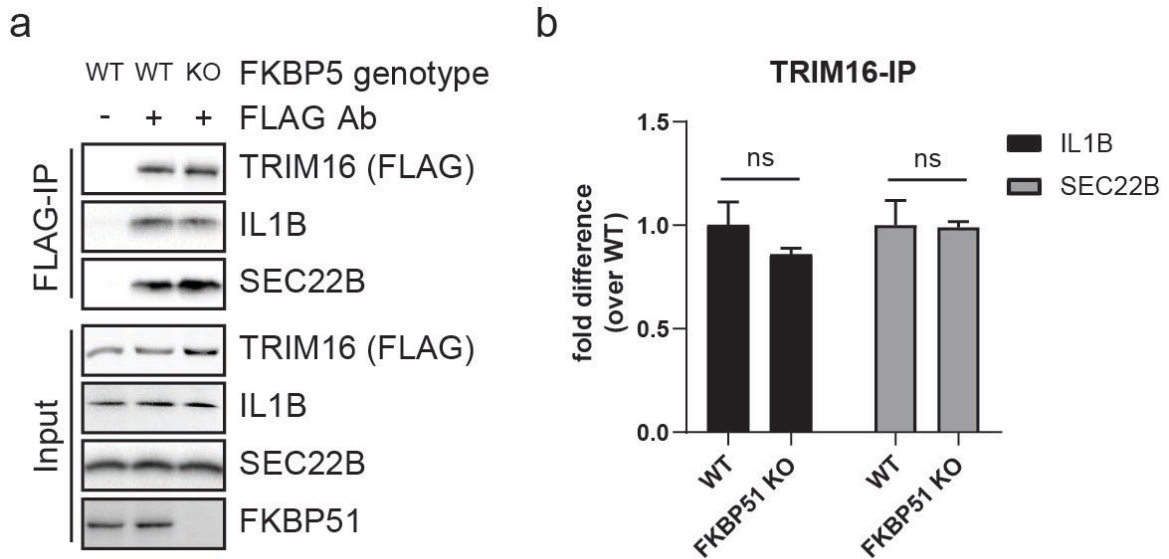 a
WT WT KO FKBP5 genotype
- + + FLAG Ab
FLAG-IP
TRIM16 (FLAG)
IL1B
SEC22B
Input
TRIM16 (FLAG)
IL1B
SEC22B
FKBP51
b
TRIM16-IP
fold difference
(over WT)
1.5
1.0
0.5
0.0
ns ns
WT FKBP51 KO WT FKBP51 KO
IL1B
SEC22B